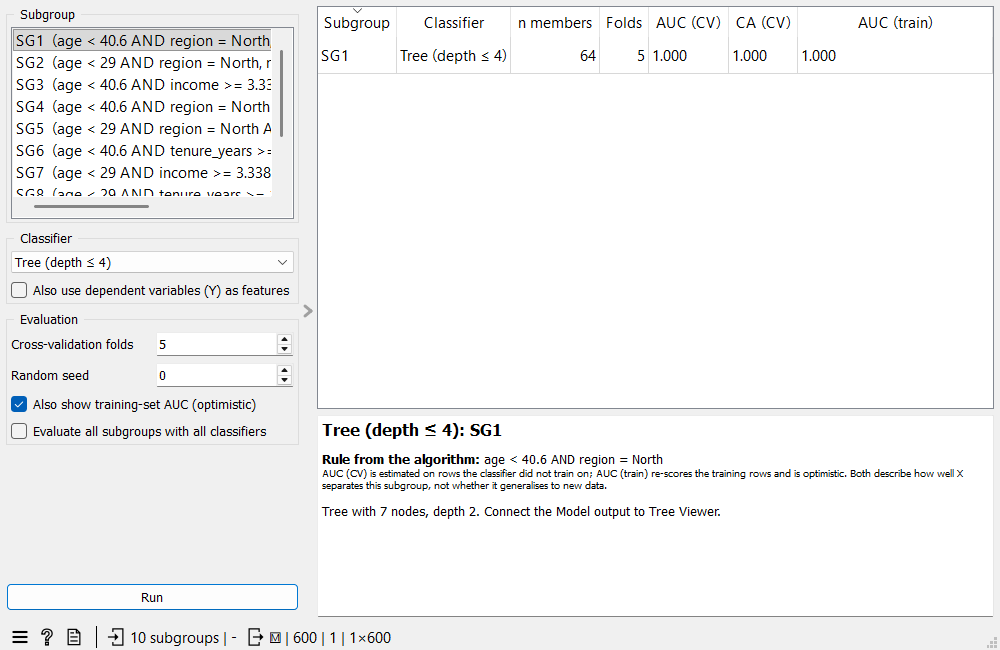 Subgroup
SG1 (age < 40.6 AND region = North,
SG2 (age < 29 AND region = North, r
SG3 (age < 40.6 AND income >= 3.33
SG4 (age < 40.6 AND region = North
SG5 (age < 29 AND region = North A
SG6 (age < 40.6 AND tenure_years >=
SG7 (age < 29 AND income >= 3.338
SG8 (age < 29 AND tenure_years >=
Classifier
Tree (depth ≤ 4)
Also use dependent variables (Y) as features
Evaluation
Cross-validation folds 5
Random seed 0
Also show training-set AUC (optimistic)
Evaluate all subgroups with all classifiers
Run
10 subgroups | - M | 600 | 1 | 1×600
Subgroup Classifier n members Folds AUC (CV) CA (CV) AUC (train)
SG1 Tree (depth ≤ 4) 64 5 1.000 1.000 1.000
Tree (depth ≤ 4): SG1
Rule from the algorithm: age < 40.6 AND region = North
AUC (CV) is estimated on rows the classifier did not train on; AUC (train) re-scores the training rows and is optimistic. Both describe how well X
separates this subgroup, not whether it generalises to new data.
Tree with 7 nodes, depth 2. Connect the Model output to Tree Viewer.